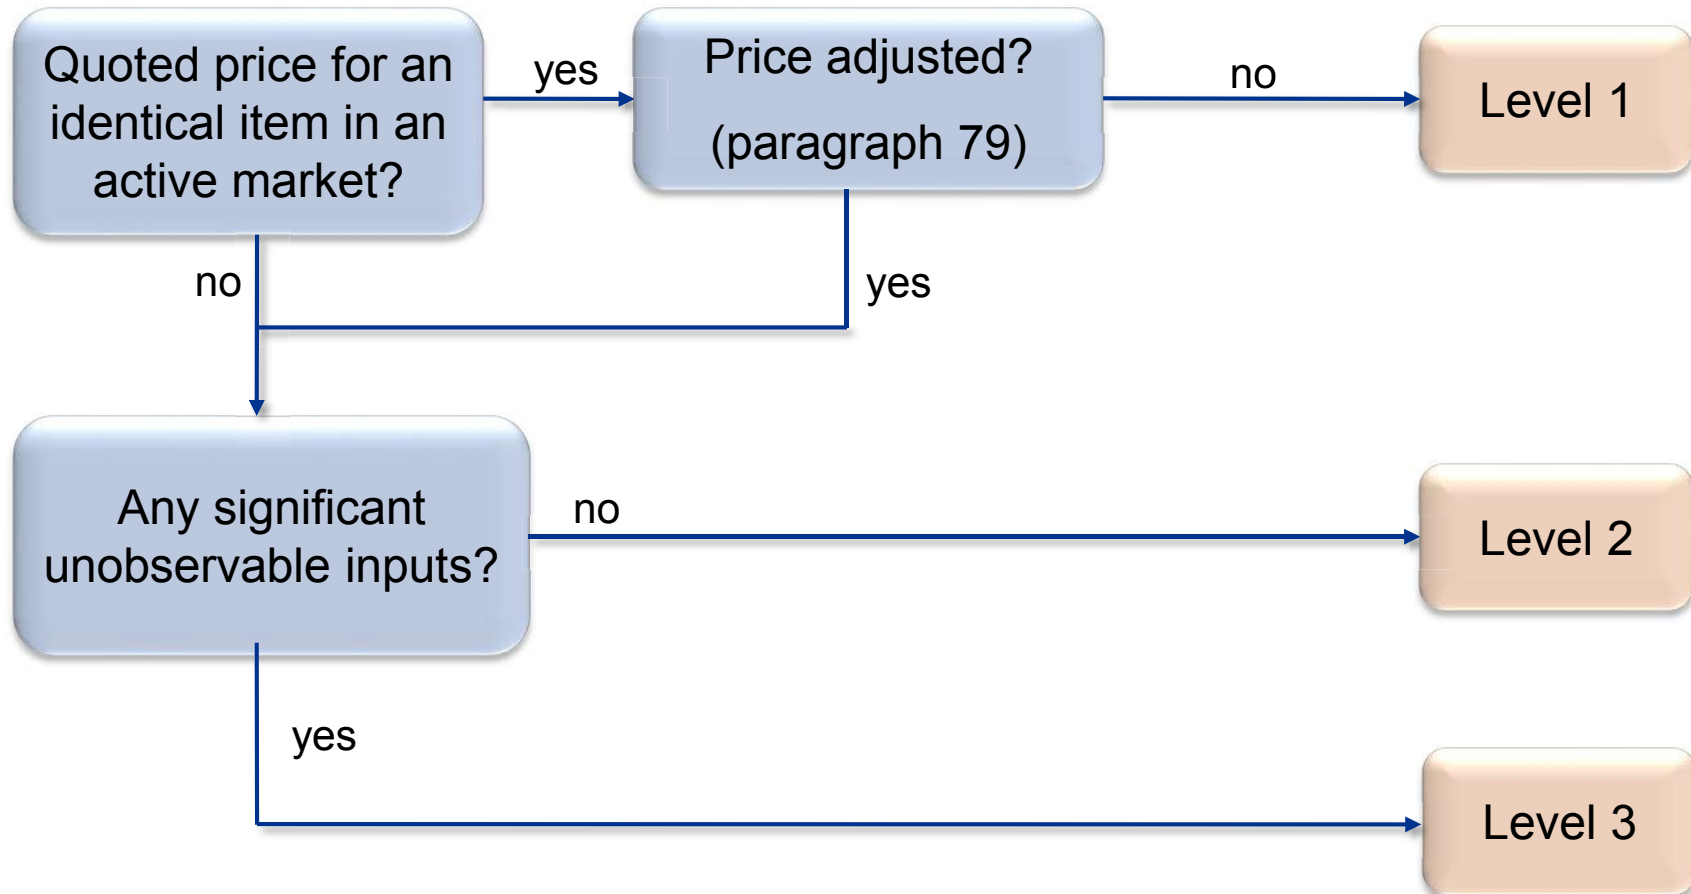 Quoted price for an
identical item in an
active market?
yes
Price adjusted?
(paragraph 79)
no
Level 1
no
yes
Any significant
unobservable inputs?
no
Level 2
yes
Level 3